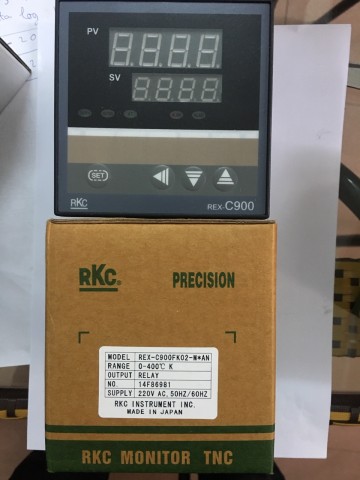 PV
8.8.8.8
SV
8.8.8.8
SET
RKC
REX-C900
RKC®
PRECISION
MODEL REX-C900FK02-M*AN
RANGE 0-400℃ K
OUTPUT RELAY
NO. 14F86981
SUPPLY 220V AC, 50HZ/60HZ
RKC INSTRUMENT INC.
MADE IN JAPAN
RKC MONITOR TNC